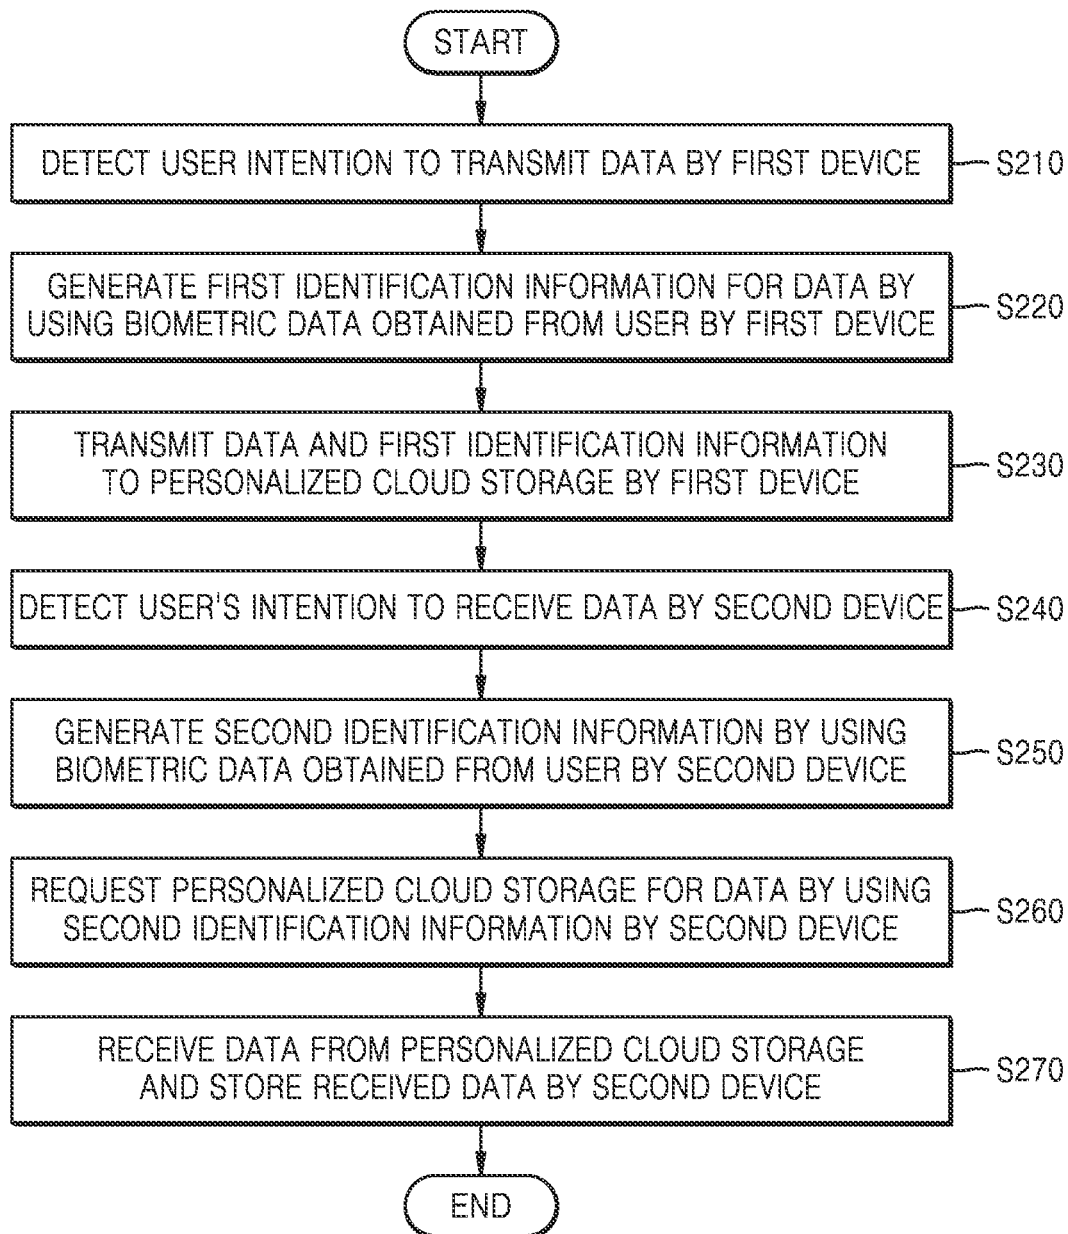 START
DETECT USER INTENTION TO TRANSMIT DATA BY FIRST DEVICE
S210
GENERATE FIRST IDENTIFICATION INFORMATION FOR DATA BY
USING BIOMETRIC DATA OBTAINED FROM USER BY FIRST DEVICE
S220
TRANSMIT DATA AND FIRST IDENTIFICATION INFORMATION
TO PERSONALIZED CLOUD STORAGE BY FIRST DEVICE
S230
DETECT USER'S INTENTION TO RECEIVE DATA BY SECOND DEVICE
S240
GENERATE SECOND IDENTIFICATION INFORMATION BY USING
BIOMETRIC DATA OBTAINED FROM USER BY SECOND DEVICE
S250
REQUEST PERSONALIZED CLOUD STORAGE FOR DATA BY USING
SECOND IDENTIFICATION INFORMATION BY SECOND DEVICE
S260
RECEIVE DATA FROM PERSONALIZED CLOUD STORAGE
AND STORE RECEIVED DATA BY SECOND DEVICE
S270
END